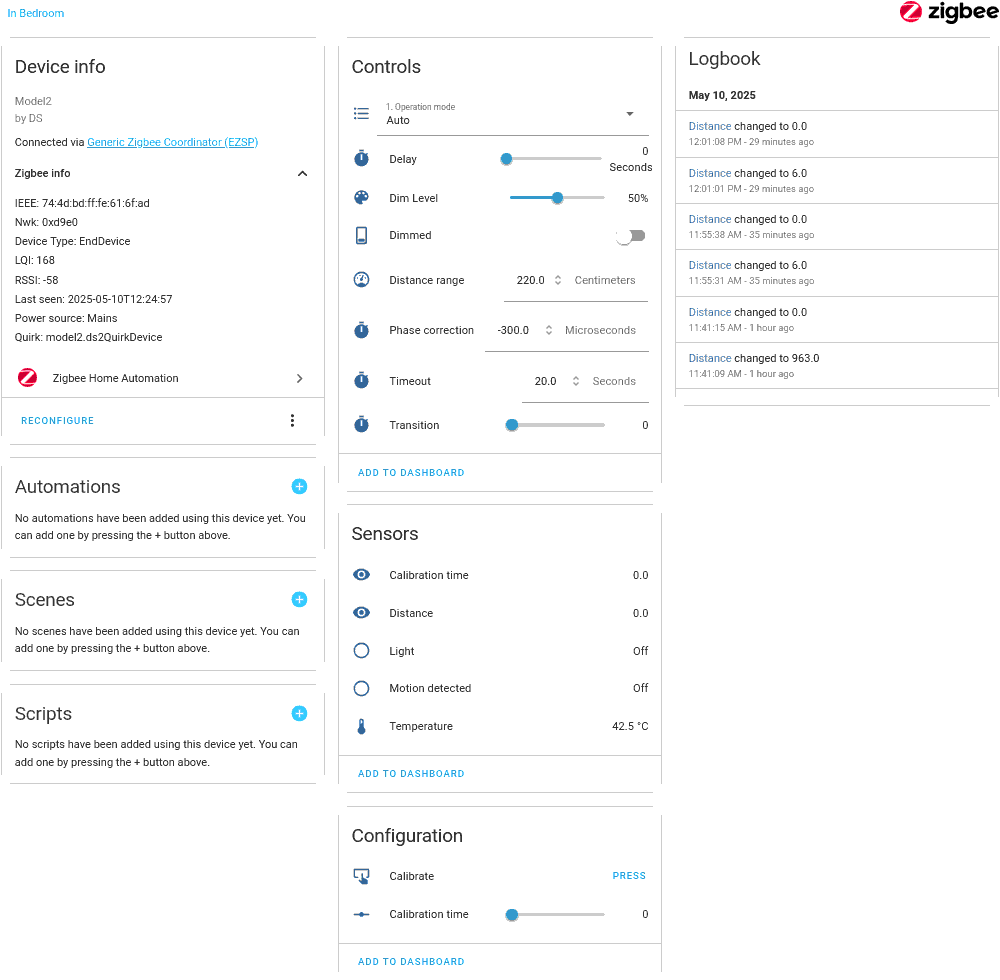 In Bedroom
zigbee
Device info
Model2
by DS
Connected via Generic Zigbee Coordinator (EZSP)
Zigbee info
IEEE: 74:4d:bd:ff:fe:61:6f:ad
Nwk: 0xd9e0
Device Type: EndDevice
LQI: 168
RSSI: -58
Last seen: 2025-05-10T12:24:57
Power source: Mains
Quirk: model2.ds2QuirkDevice
Zigbee Home Automation
RECONFIGURE
Automations
No automations have been added using this device yet. You
can add one by pressing the + button above.
Scenes
No scenes have been added using this device yet. You can
add one by pressing the + button above.
Scripts
No scripts have been added using this device yet. You can
add one by pressing the + button above.
Controls
1. Operation mode
Auto
Delay 0
Seconds
Dim Level 50%
Dimmed
Distance range 220.0 Centimeters
Phase correction -300.0 Microseconds
Timeout 20.0 Seconds
Transition 0
ADD TO DASHBOARD
Sensors
Calibration time 0.0
Distance 0.0
Light Off
Motion detected Off
Temperature 42.5 °C
ADD TO DASHBOARD
Configuration
Calibrate PRESS
Calibration time 0
ADD TO DASHBOARD
Logbook
May 10, 2025
Distance changed to 0.0
12:01:08 PM - 29 minutes ago
Distance changed to 6.0
12:01:01 PM - 29 minutes ago
Distance changed to 0.0
11:55:38 AM - 35 minutes ago
Distance changed to 6.0
11:55:31 AM - 35 minutes ago
Distance changed to 0.0
11:41:15 AM - 1 hour ago
Distance changed to 963.0
11:41:09 AM - 1 hour ago